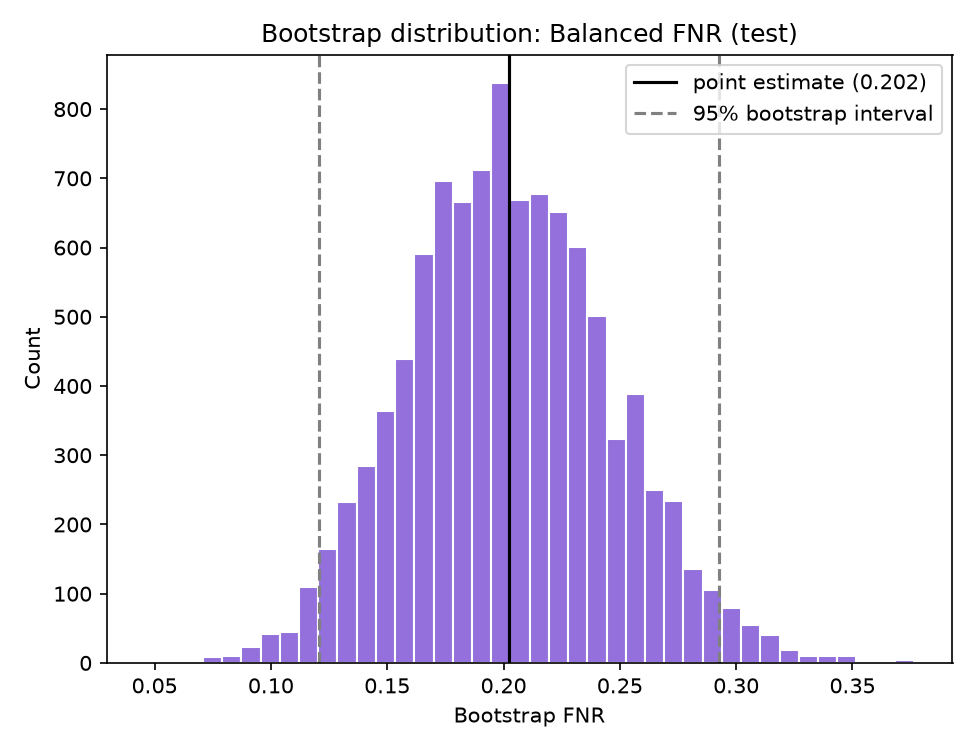 Bootstrap distribution: Balanced FNR (test)
point estimate (0.202)
95% bootstrap interval
Count
800
700
600
500
400
300
200
100
0
0.05 0.10 0.15 0.20 0.25 0.30 0.35
Bootstrap FNR